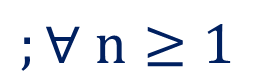 ; ∀ n ≥ 1